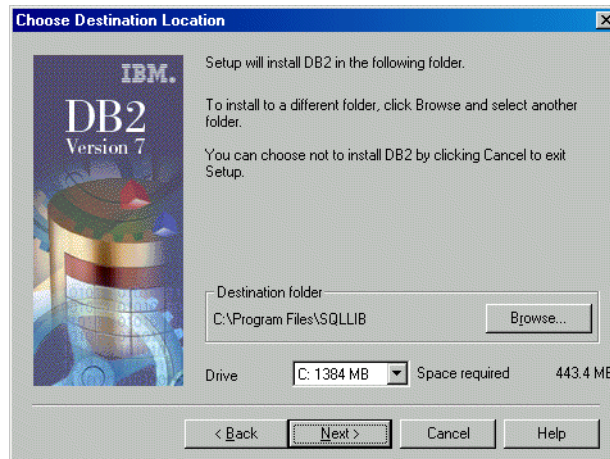 Choose Destination Location
IBM.
DB2
Version 7
Setup will install DB2 in the following folder.
To install to a different folder, click Browse and select another
folder.
You can choose not to install DB2 by clicking Cancel to exit
Setup.
Destination folder
C:\Program Files\SQLLIB
Browse...
Drive
C: 1384 MB
Space required
443.4 MB
< Back
Next >
Cancel
Help